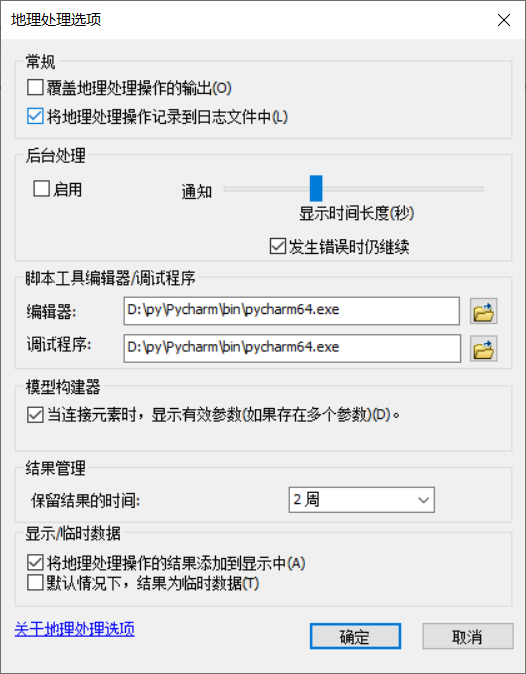 地理处理选项
常规
覆盖地理处理操作的输出(O)
将地理处理操作记录到日志文件中(L)
后台处理
启用
通知
显示时间长度(秒)
发生错误时仍继续
脚本工具编辑器/调试程序
编辑器:
D:\py\Pycharm\bin\pycharm64.exe
调试程序:
D:\py\Pycharm\bin\pycharm64.exe
模型构建器
当连接元素时，显示有效参数(如果存在多个参数)(D)。
结果管理
保留结果的时间:
2 周
显示/临时数据
将地理处理操作的结果添加到显示中(A)
默认情况下，结果为临时数据(T)
关于地理处理选项
确定
取消